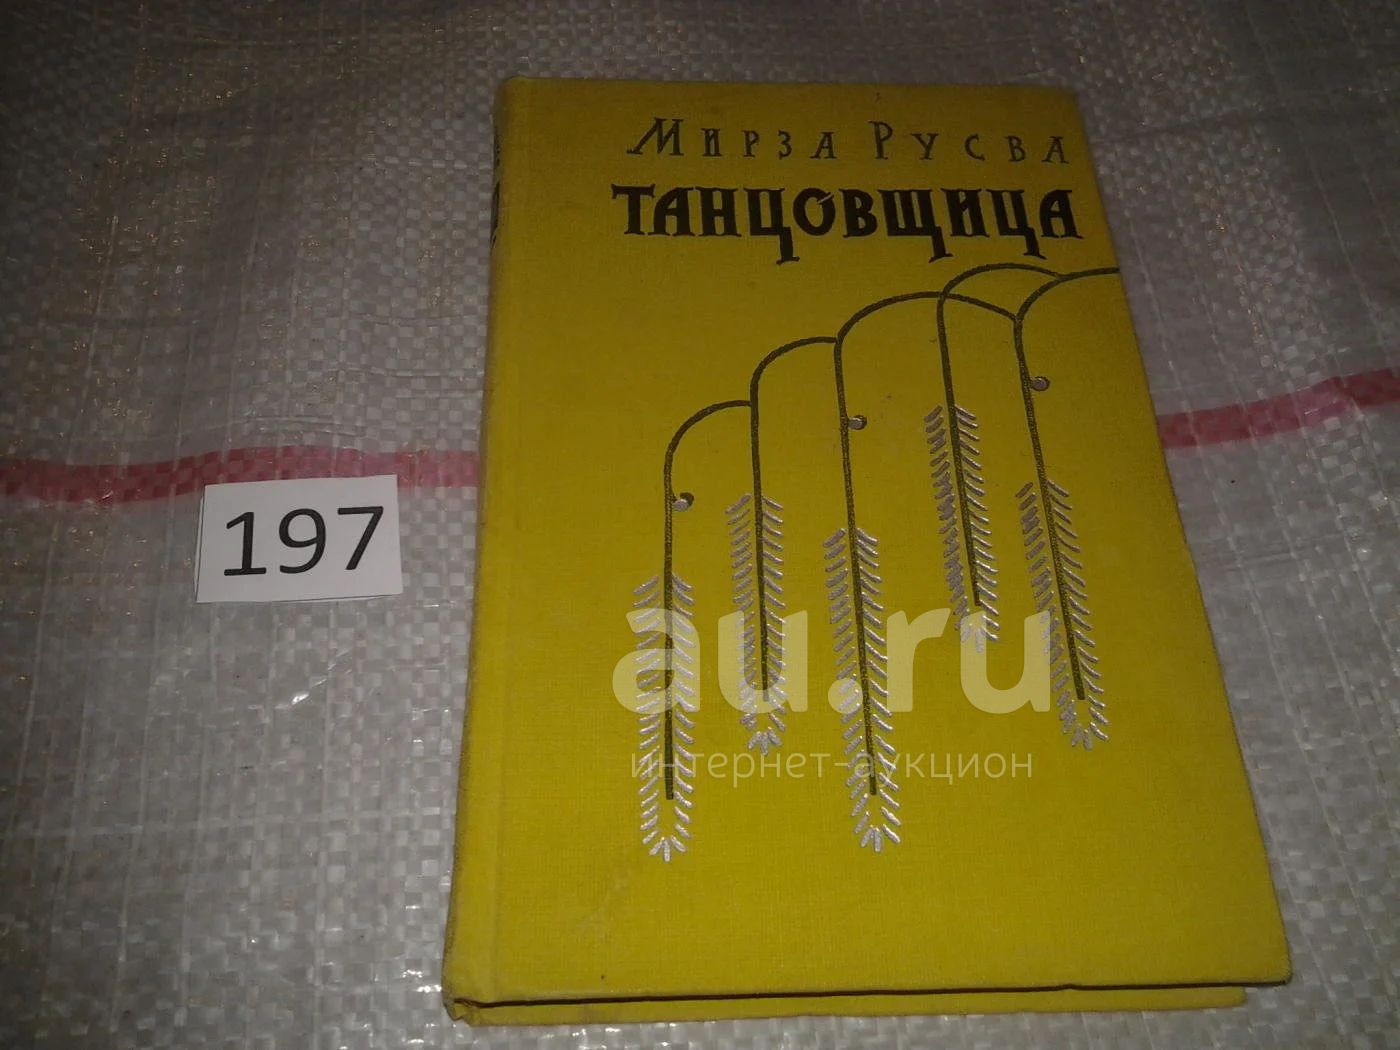 Мирза Русва
ТАНЦОВЩИЦА
197
au.ru
интернет-аукцион